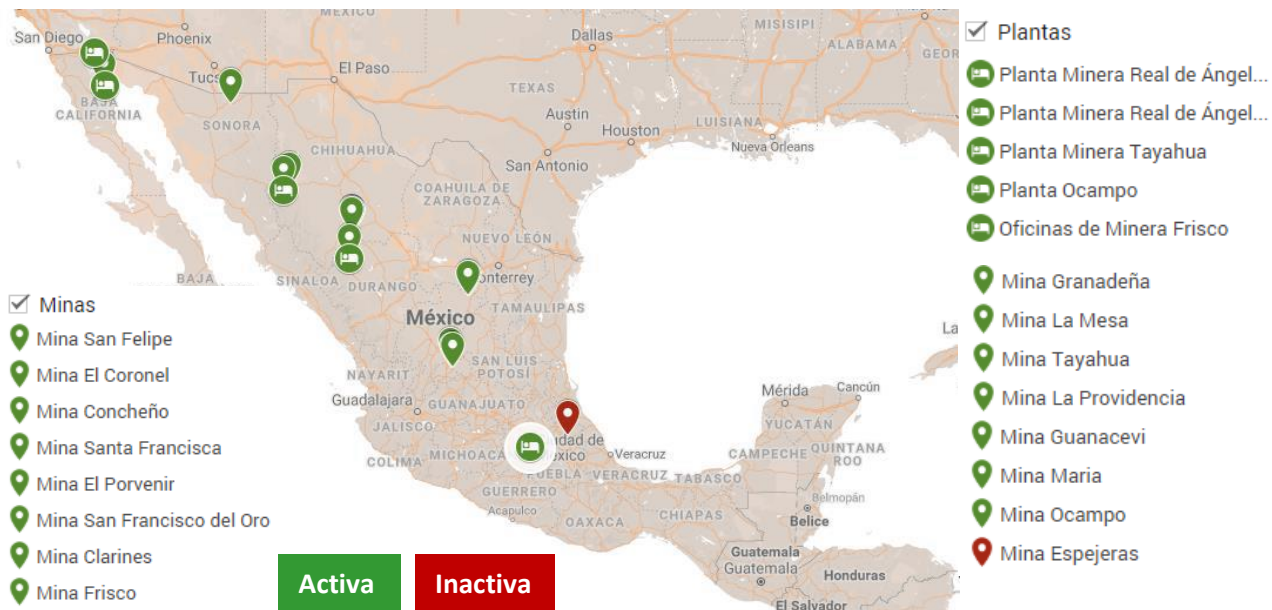 MÉXICO
San Diego
Phoenix
Dallas
MISISIPI
ALABAMA
GEOR
Tucs
El Paso
TEXAS
BAJA
CALIFORNIA
SONORA
Austin
Houston
LUISIANA
Nueva Orleans
CHIHUAHUA
San Antonio
COAHUILA DE
ZARAGOZA
NUEVO LEÓN
BAJA
SINALOA
DURANGO
onterrey
México
TAMAULIPAS
La
NAYARIT
SAN LUIS
POTOSÍ
Mérida
Cancún
Guadalajara
GUANAJUATO
YUCATÁN
JALISCO
QUINTANA
ROO
COLIMA
MICHOACÁ
udad de
éxico
Veracruz
CAMPECHE
PUEBLA
VERACRUZ
TABASCO
GUERRERO
Belmopán
Acapulco
OAXACA
CHIAPAS
Belice
Guatemala
Guatemala
Honduras
El Salvador
Minas
Mina San Felipe
Mina El Coronel
Mina Concheño
Mina Santa Francisca
Mina El Porvenir
Mina San Francisco del Oro
Mina Clarines
Mina Frisco
Activa
Inactiva
Plantas
Planta Minera Real de Ángel...
Planta Minera Real de Ángel...
Planta Minera Tayahua
Planta Ocampo
Oficinas de Minera Frisco
Mina Granadeña
Mina La Mesa
Mina Tayahua
Mina La Providencia
Mina Guanacevi
Mina Maria
Mina Ocampo
Mina Espejeras